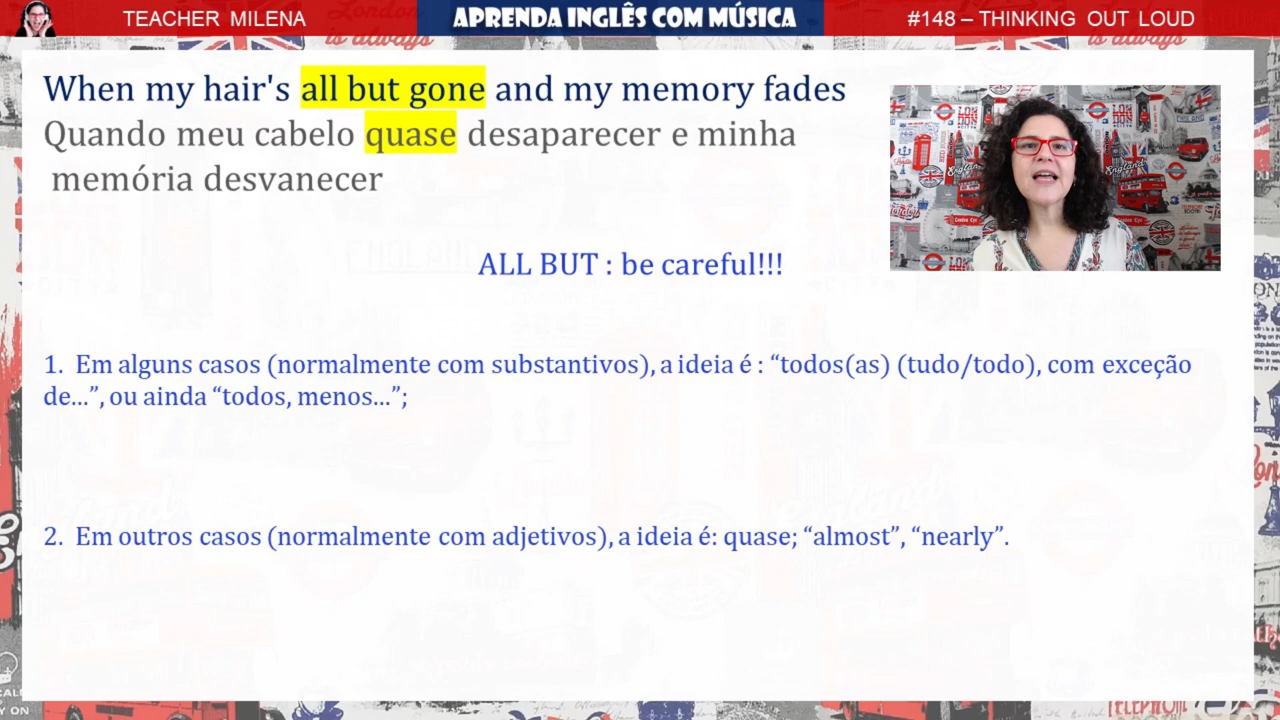 TEACHER MILENA
APRENDA INGLÊS COM MÚSICA
#148 – THINKING OUT LOUD
When my hair's all but gone and my memory fades
Quando meu cabelo quase desaparecer e minha
memória desvanecer
ALL BUT : be careful!!!
1. Em alguns casos (normalmente com substantivos), a ideia é : “todos(as) (tudo/todo), com exceção
de...”, ou ainda “todos, menos...”;
2. Em outros casos (normalmente com adjetivos), a ideia é: quase; “almost”, “nearly”.